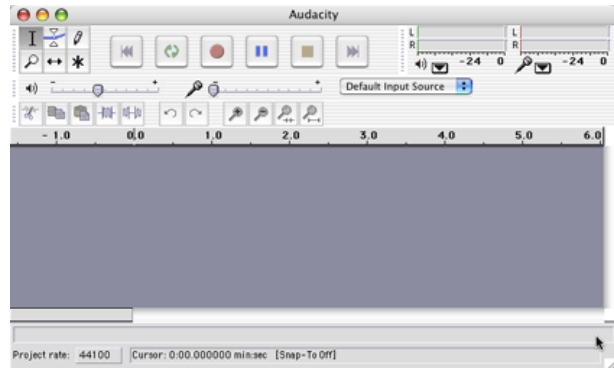 Audacity
L
R
-24 0
L
R
-24 0
Default Input Source
- 1.0 0,0 1,0 2,0 3.0 4.0 5.0 6.0
Project rate: 44100 Cursor: 0:00.000000 min:sec [Snap-To Off]